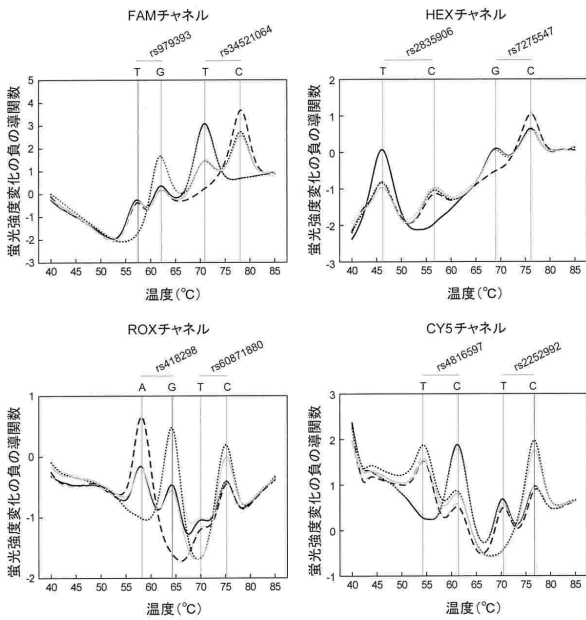 FAMチャネル
rs979393
rs34521064
T G T C
蛍光強度変化の負の導関数
5
4
3
2
1
0
-1
-2
-3
40 45 50 55 60 65 70 75 80 85
温度(℃)
HEXチャネル
rs2835906
rs7275547
T C G C
蛍光強度変化の負の導関数
2
1
0
-1
-2
-3
40 45 50 55 60 65 70 75 80 85
温度(℃)
ROXチャネル
rs418298
rs60871880
A G T C
蛍光強度変化の負の導関数
1
0
-1
-2
40 45 50 55 60 65 70 75 80 85
温度(℃)
CY5チャネル
rs4816597
rs2252992
T C T C
蛍光強度変化の負の導関数
3
2
1
0
-1
40 45 50 55 60 65 70 75 80 85
温度(℃)